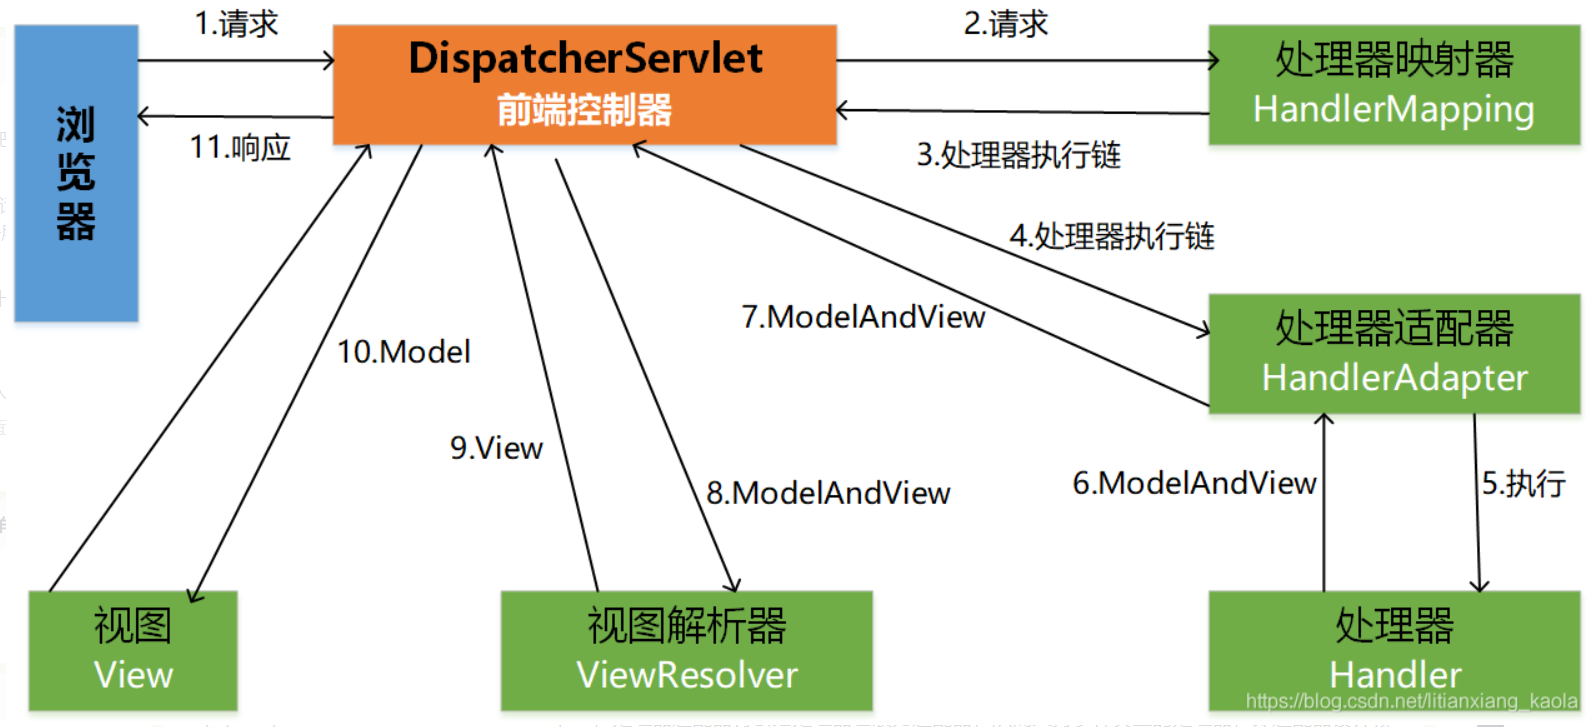 1.请求
2.请求
DispatcherServlet
前端控制器
处理器映射器
HandlerMapping
浏
览
器
11.响应
3.处理器执行链
4.处理器执行链
7.ModelAndView
处理器适配器
HandlerAdapter
10.Model
9.View
8.ModelAndView
6.ModelAndView
5.执行
视图
View
视图解析器
ViewResolver
处理器
Handler
https://blog.csdn.net/litianxiang_kaola